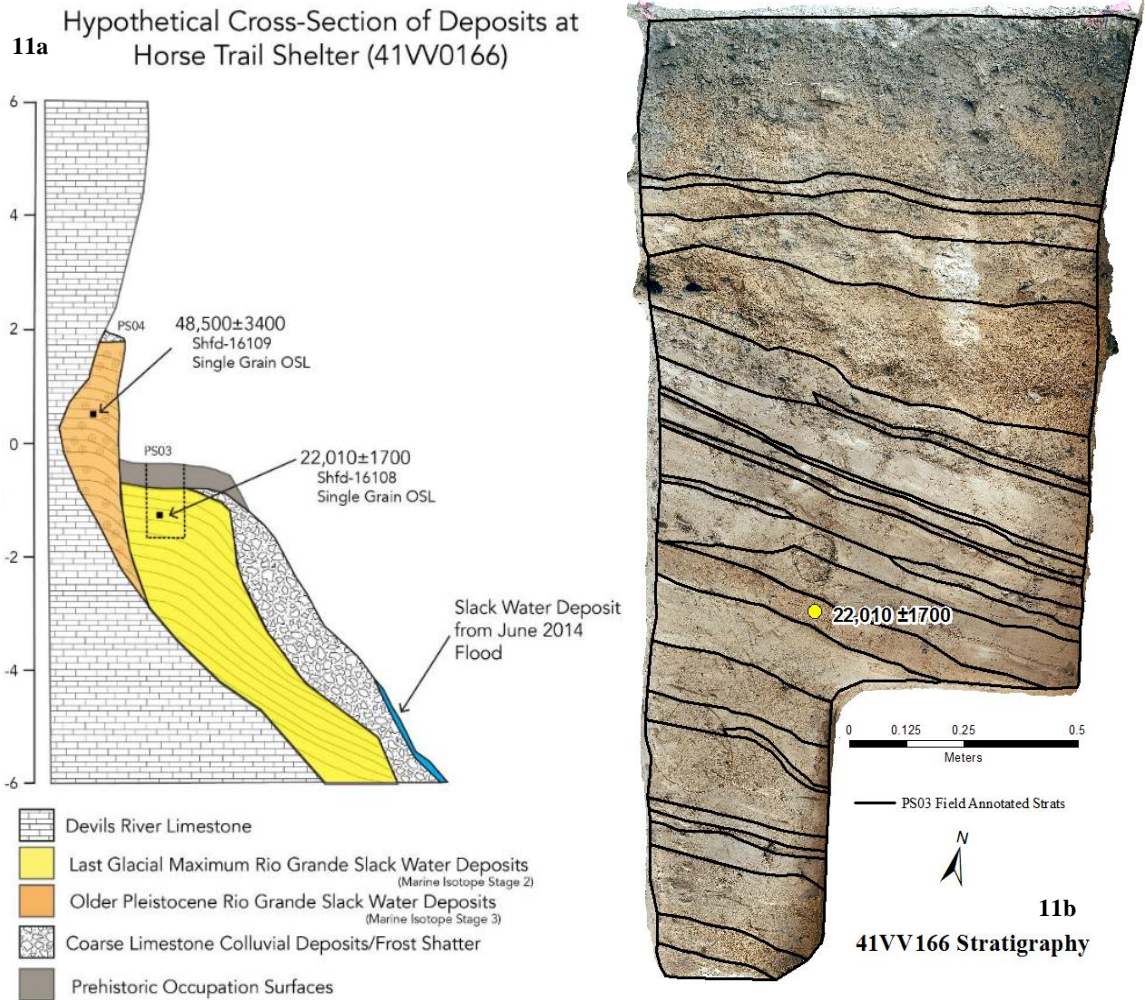 11a
Hypothetical Cross-Section of Deposits at
Horse Trail Shelter (41VV0166)
6
4
2
0
-2
-4
-6
PS04
48,500±3400
Shfd-16109
Single Grain OSL
PS03
22,010±1700
Shfd-16108
Single Grain OSL
Slack Water Deposit
from June 2014
Flood
Devils River Limestone
Last Glacial Maximum Rio Grande Slack Water Deposits
(Marine Isotope Stage 2)
Older Pleistocene Rio Grande Slack Water Deposits
(Marine Isotope Stage 3)
Coarse Limestone Colluvial Deposits/Frost Shatter
Prehistoric Occupation Surfaces
22,010 ±1700
0 0.125 0.25 0.5
Meters
PS03 Field Annotated Strats
N
11b
41VV166 Stratigraphy